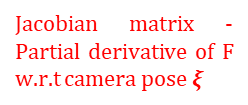 Jacobian matrix -
Partial derivative of F
w.r.t camera pose ξ